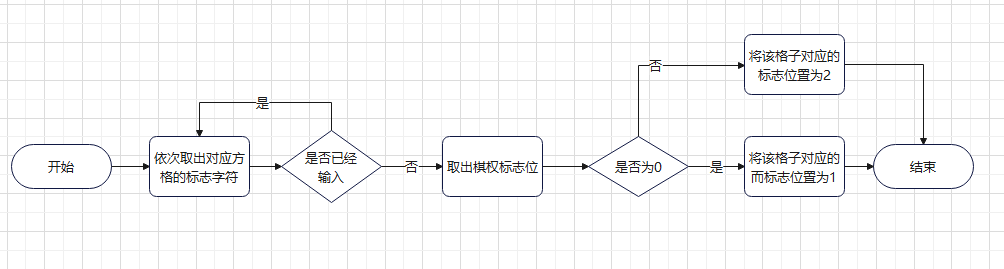 开始
依次取出对应方
格的标志字符
是
是否已经
输入
否
取出棋权标志位
是否为0
否
将该格子对应的
标志位置为2
是
将该格子对应的
而标志位置为1
结束